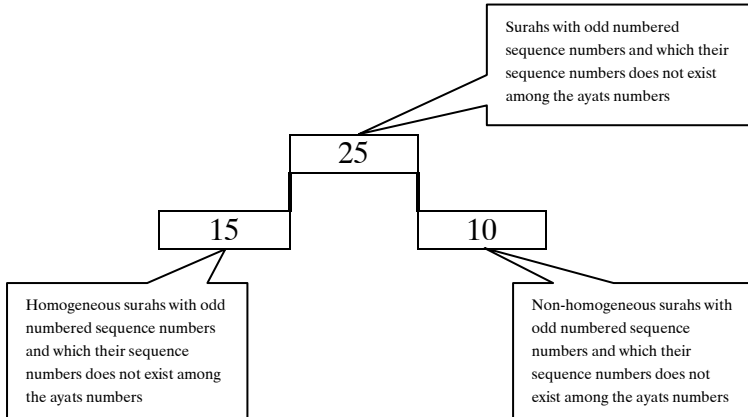 Surahs with odd numbered
sequence numbers and which their
sequence numbers does not exist
among the ayats numbers
25
15
10
Homogeneous surahs with odd
numbered sequence numbers
and which their sequence
numbers does not exist among
the ayats numbers
Non-homogeneous surahs with
odd numbered sequence
numbers and which their
sequence numbers does not
exist among the ayats numbers